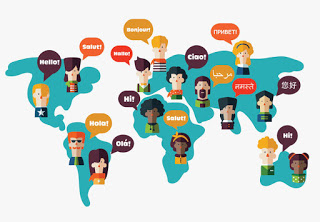 Bonjour!
ПРИВЕТ!
Salut!
Hallo!
Ciao!
Hello!
مرحبا
नमस्ते
您好
Hi!
Salut!
Hola!
Hi!
Olá!